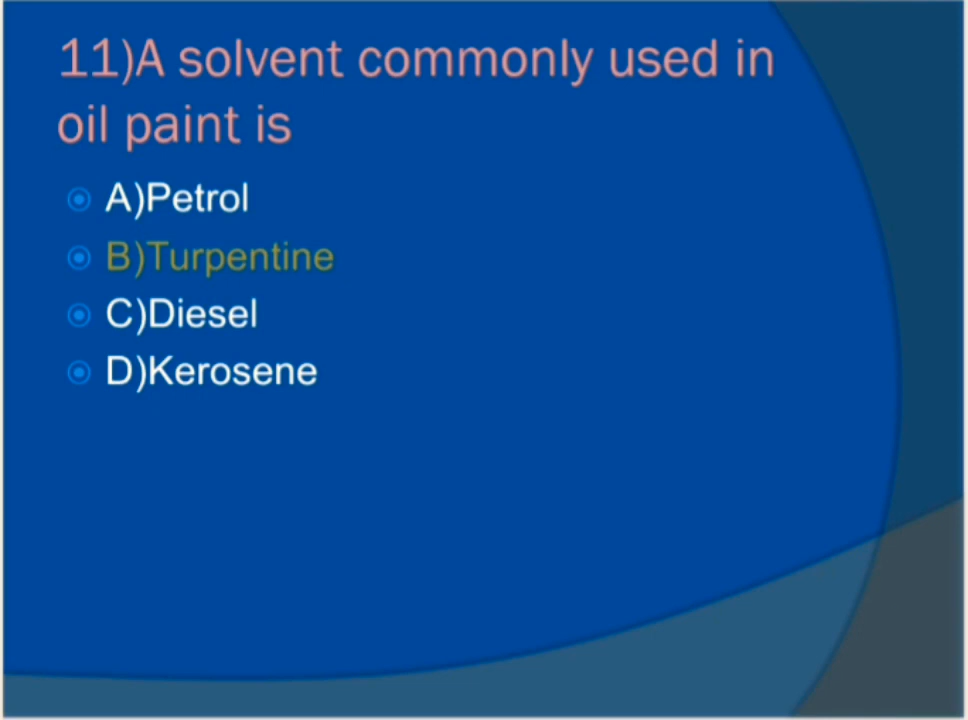 11)A solvent commonly used in
oil paint is
A)Petrol
B)Turpentine
C)Diesel
D)Kerosene